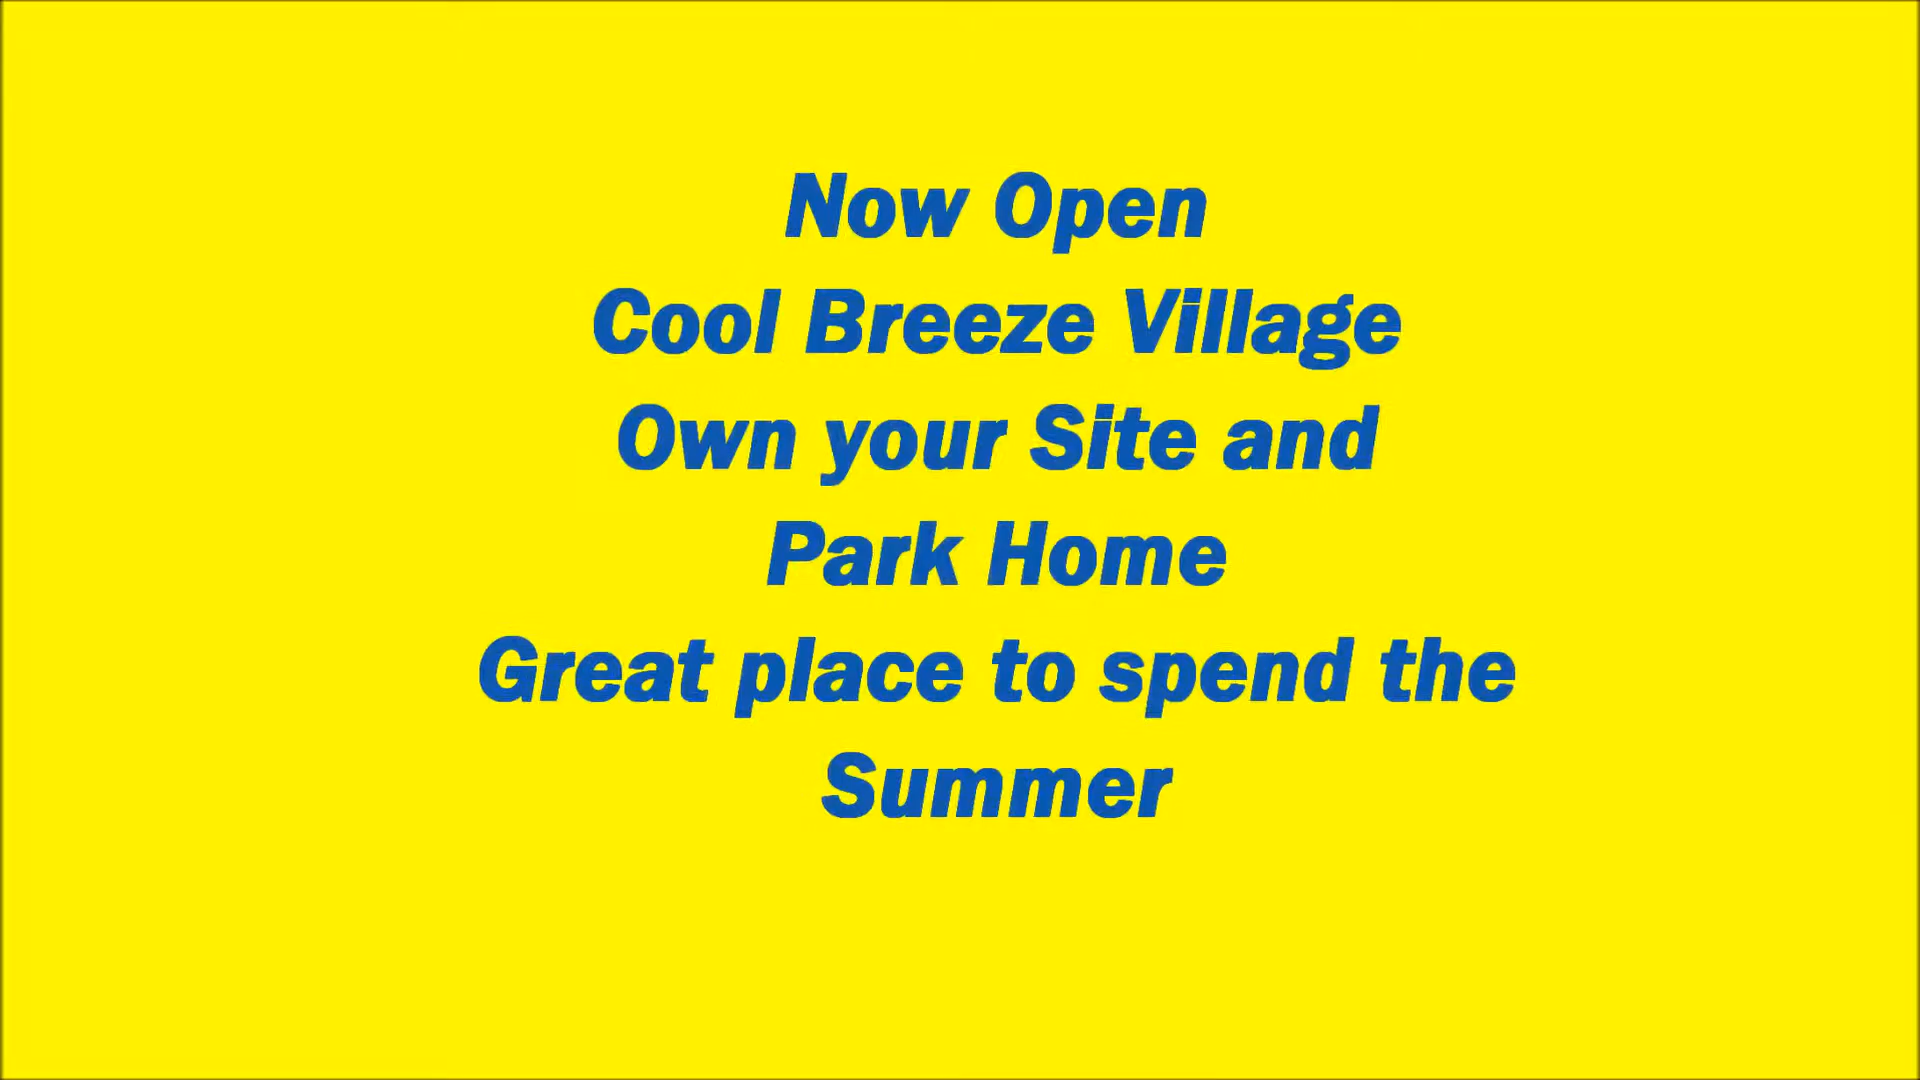 Now Open
Cool Breeze Village
Own your Site and
Park Home
Great place to spend the
Summer